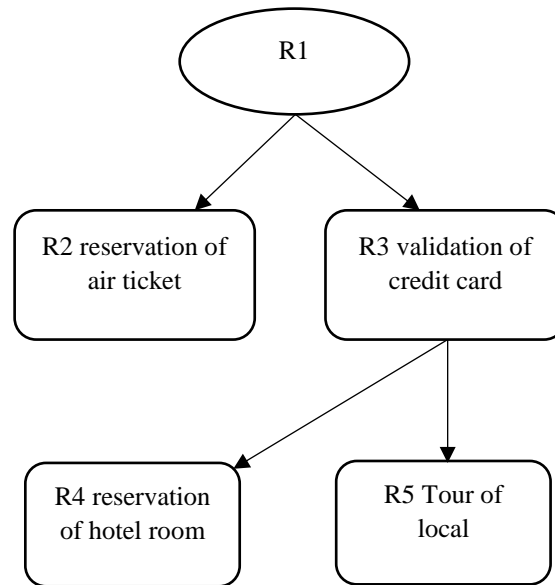 R1
R2 reservation of
air ticket
R3 validation of
credit card
R4 reservation
of hotel room
R5 Tour of
local